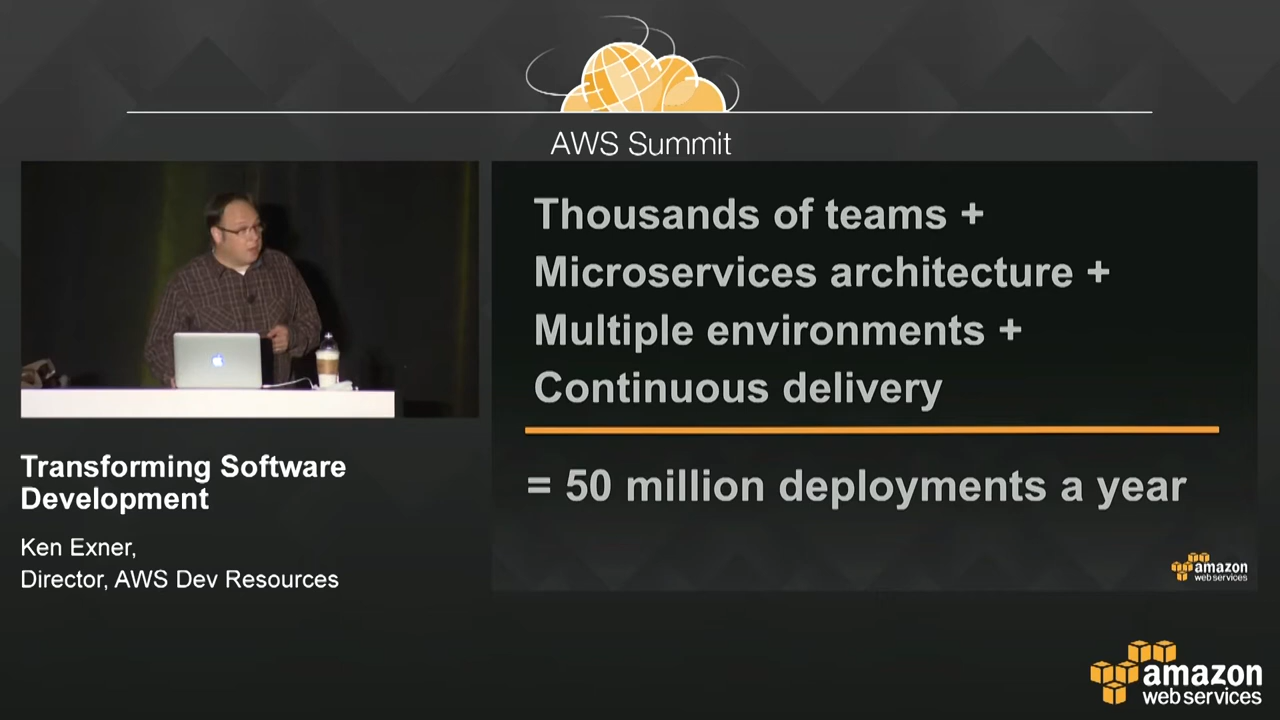 AWS Summit
Thousands of teams +
Microservices architecture +
Multiple environments +
Continuous delivery
= 50 million deployments a year
amazon
web services
Transforming Software
Development
Ken Exner,
Director, AWS Dev Resources
amazon
web services